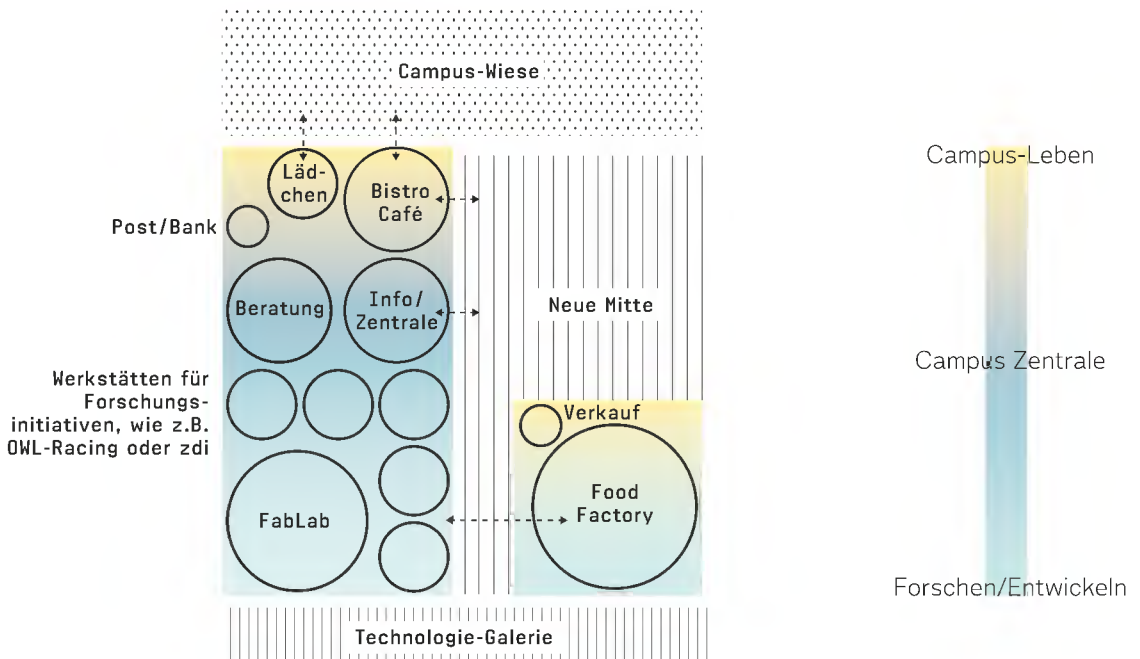 Campus-Wiese
Campus-Leben
Läd-
chen
Bistro
Café
Post/Bank
Beratung
Info/
Zentrale
Neue Mitte
Campus Zentrale
Werkstätten für
Forschungs-
initiativen, wie z.B.
OWL-Racing oder zdi
Verkauf
FabLab
Food
Factory
Forschen/Entwickeln
Technologie-Galerie